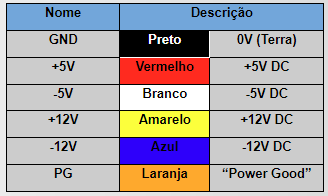 Nome Descrição
GND Preto 0V (Terra)
+5V Vermelho +5V DC
-5V Branco -5V DC
+12V Amarelo +12V DC
-12V Azul -12V DC
PG Laranja “Power Good”